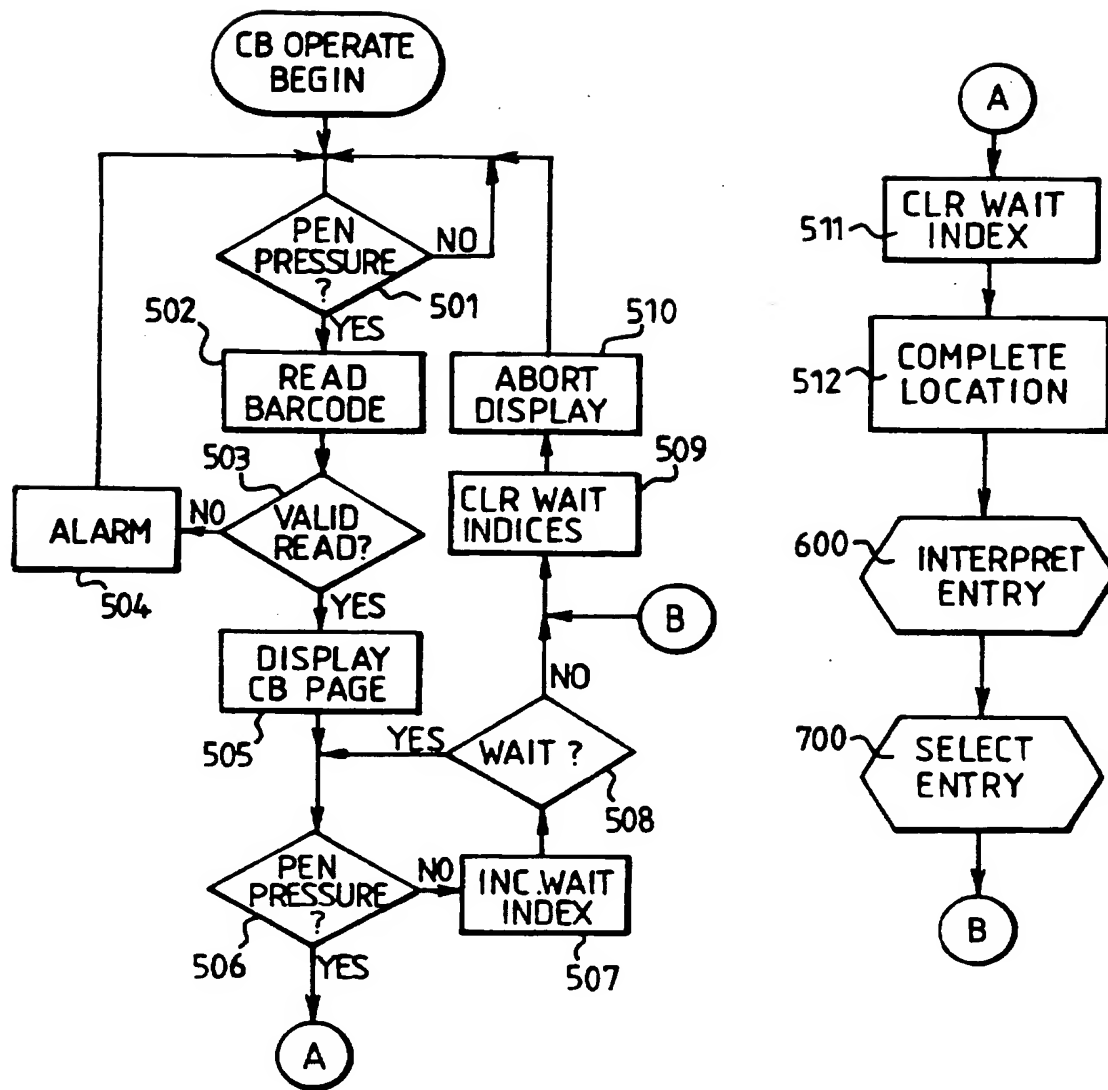 CB OPERATE
BEGIN
PEN
PRESSURE
?
NO
501
YES
502
READ
BARCODE
503
VALID
READ?
NO
ALARM
504
YES
DISPLAY
CB PAGE
505
PEN
PRESSURE
?
506
NO
YES
A
INC. WAIT
INDEX
507
WAIT ?
508
YES
NO
B
CLR WAIT
INDICES
509
ABORT
DISPLAY
510
A
511
CLR WAIT
INDEX
512
COMPLETE
LOCATION
600
INTERPRET
ENTRY
700
SELECT
ENTRY
B